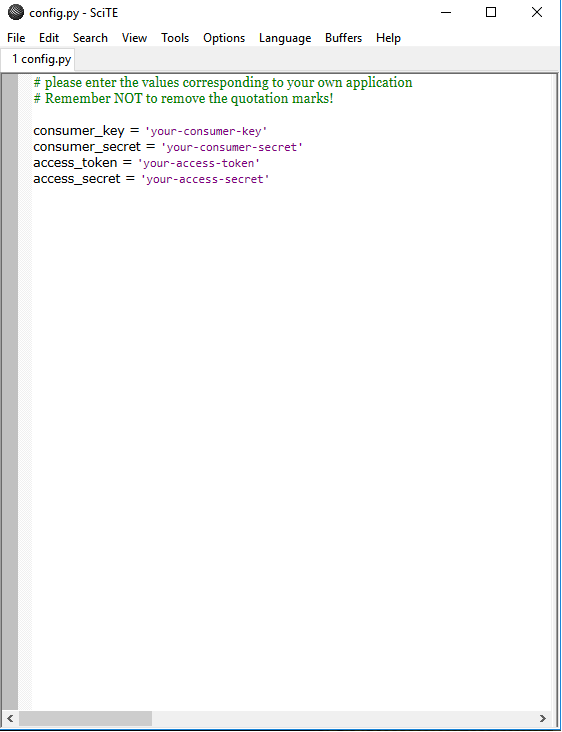 config.py - SciTE
File Edit Search View Tools Options Language Buffers Help
1 config.py
# please enter the values corresponding to your own application
# Remember NOT to remove the quotation marks!
consumer_key = 'your-consumer-key'
consumer_secret = 'your-consumer-secret'
access_token = 'your-access-token'
access_secret = 'your-access-secret'